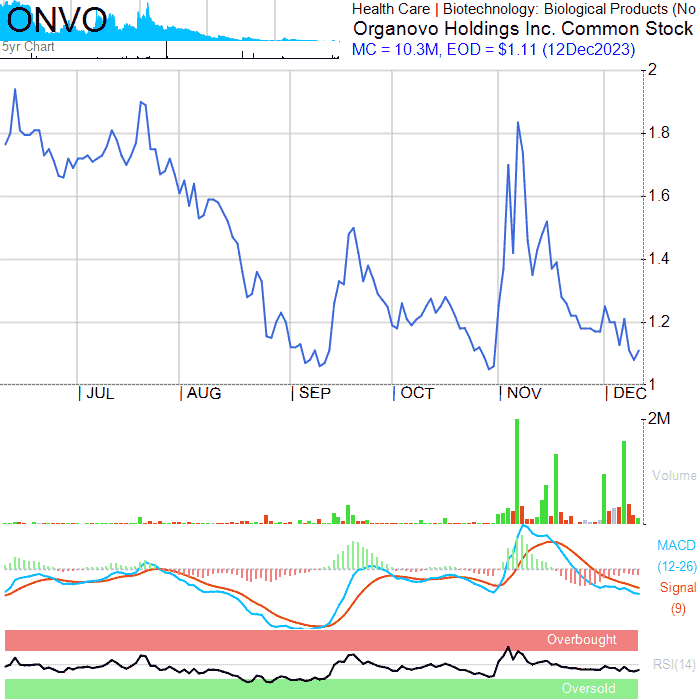 ONVO
5yr Chart
Health Care | Biotechnology: Biological Products (No
Organovo Holdings Inc. Common Stock
MC = 10.3M, EOD = $1.11 (12Dec2023)
2
1.8
1.6
1.4
1.2
1
JUL
AUG
SEP
OCT
NOV
DEC
2M
Volume
MACD
(12-26)
Signal
(9)
Overbought
RSI(14)
Oversold